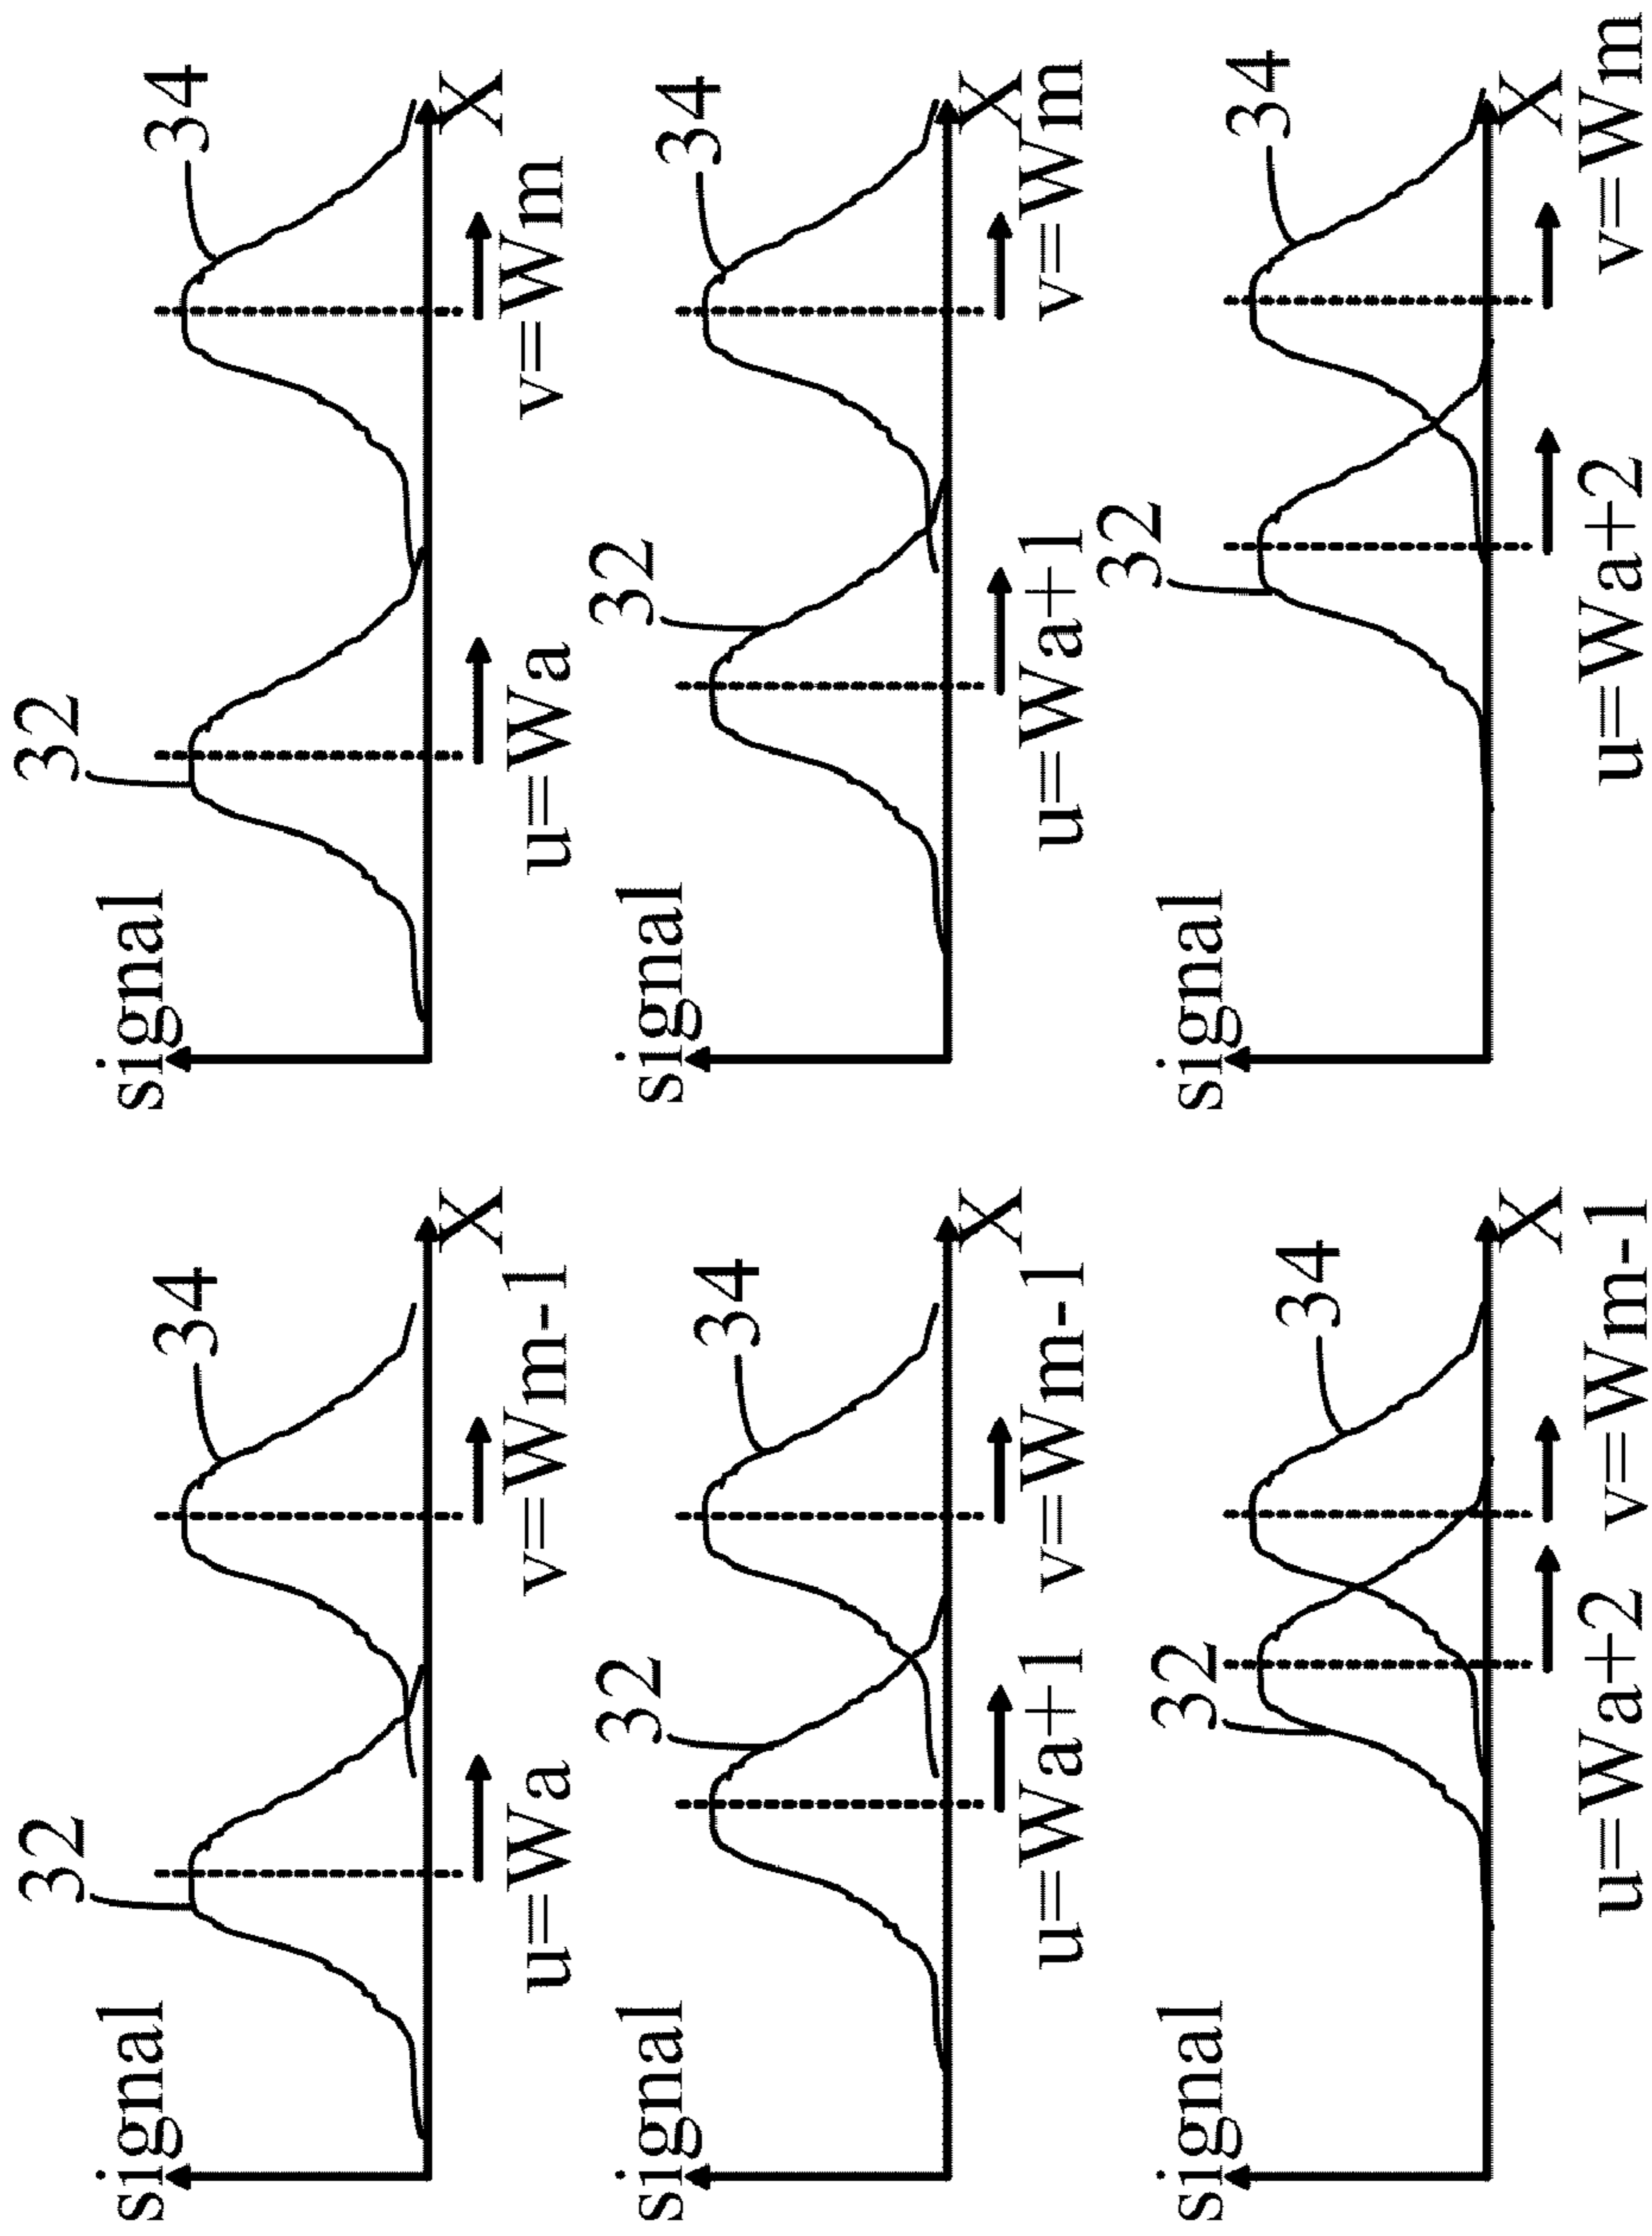 signal
32
34
X
u=Wa
v=Wm-1
signal
32
34
X
u=Wa
v=Wm
signal
32
34
X
u=Wa+1
v=Wm-1
signal
32
34
X
u=Wa+1
v=Wm
signal
32
34
X
u=Wa+2
v=Wm-1
signal
32
34
X
u=Wa+2
v=Wm